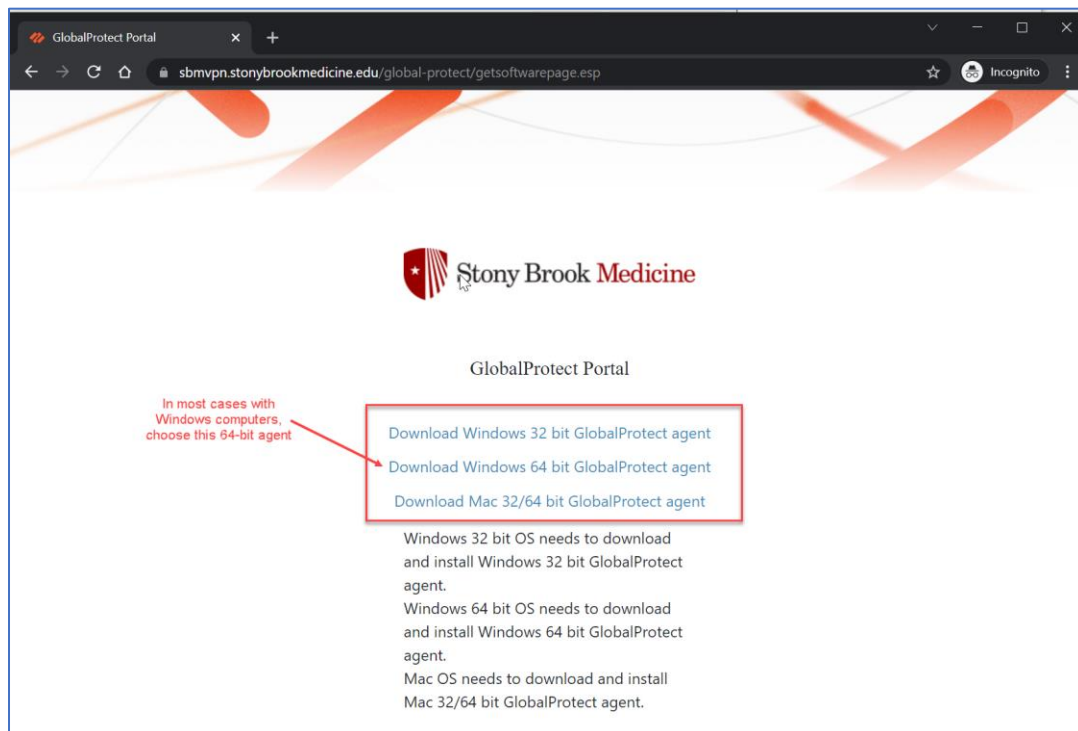 GlobalProtect Portal
sbmvpn.stonybrookmedicine.edu/global-protect/getsoftwarepage.esp
Incognito
Stony Brook Medicine
GlobalProtect Portal
In most cases with
Windows computers,
choose this 64-bit agent
Download Windows 32 bit GlobalProtect agent
Download Windows 64 bit GlobalProtect agent
Download Mac 32/64 bit GlobalProtect agent
Windows 32 bit OS needs to download
and install Windows 32 bit GlobalProtect
agent.
Windows 64 bit OS needs to download
and install Windows 64 bit GlobalProtect
agent.
Mac OS needs to download and install
Mac 32/64 bit GlobalProtect agent.